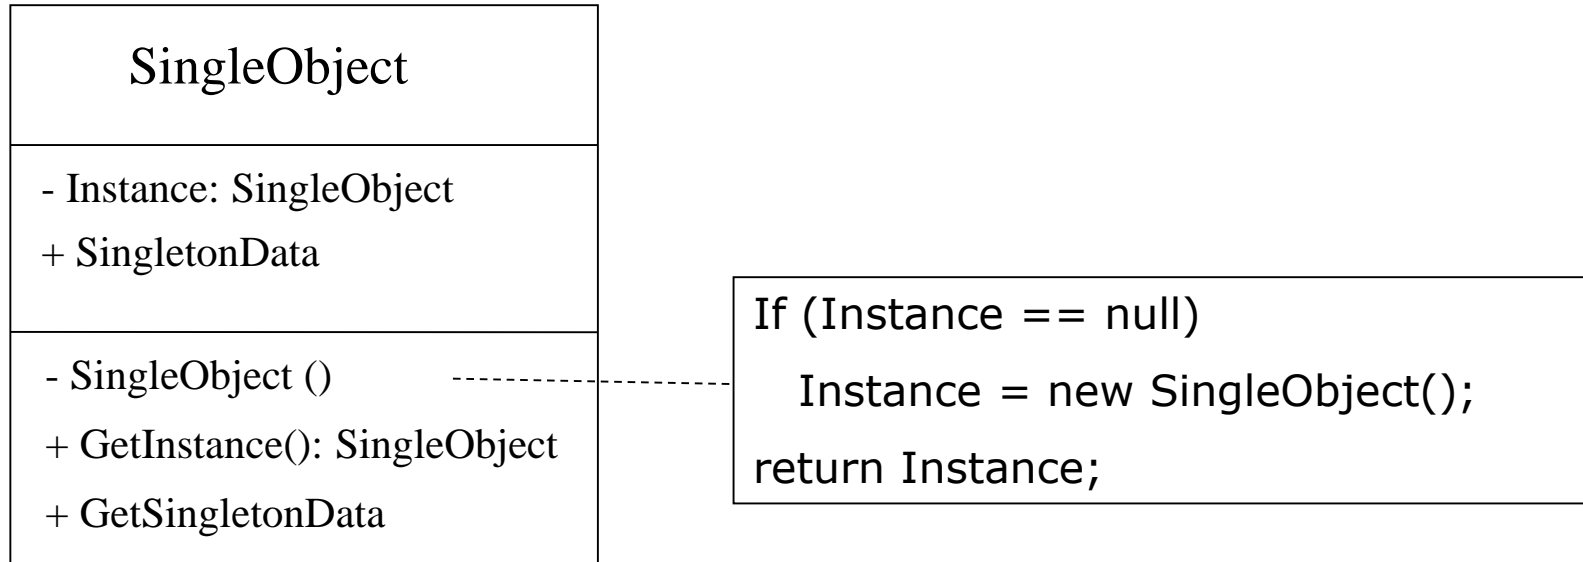 SingleObject
- Instance: SingleObject
+ SingletonData
- SingleObject ()
+ GetInstance(): SingleObject
+ GetSingletonData
If (Instance == null)
Instance = new SingleObject();
return Instance;